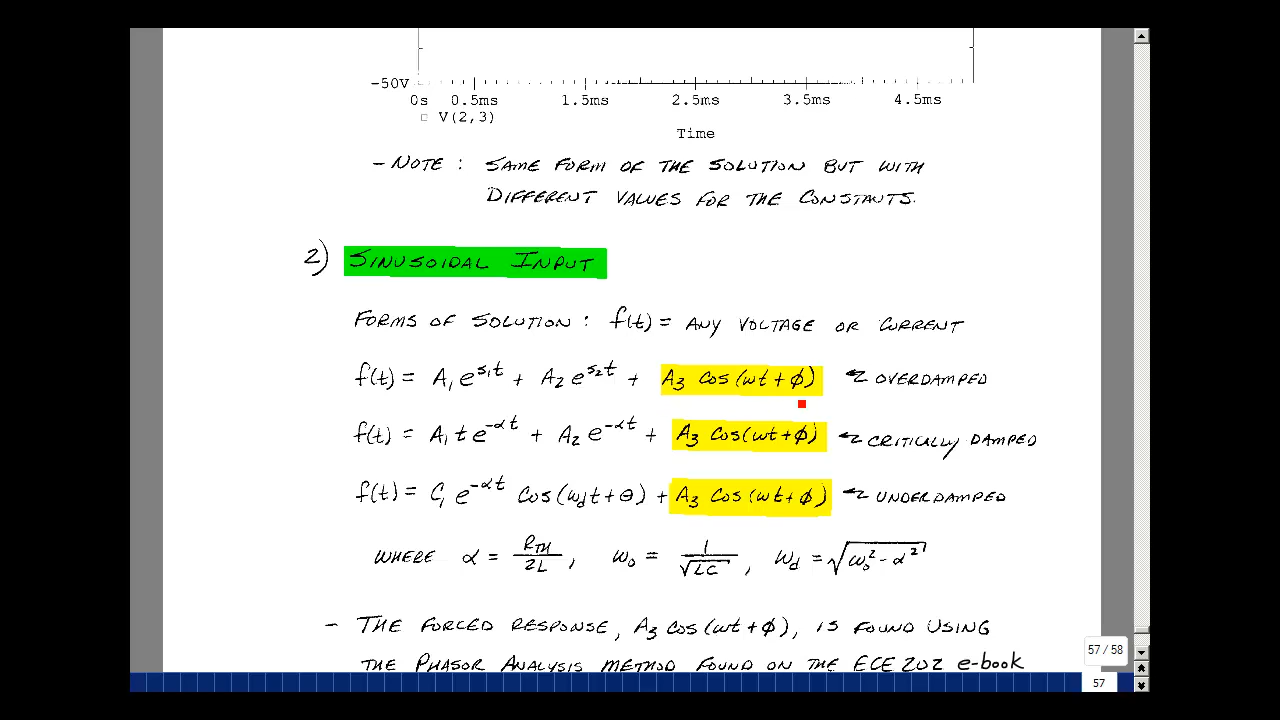 -50V
0s 0.5ms 1.5ms 2.5ms 3.5ms 4.5ms
□ V(2,3)
Time
- NOTE : SAME FORM OF THE SOLUTION BUT WITH
DIFFERENT VALUES FOR THE CONSTANTS.
2) SINUSOIDAL INPUT
FORMS OF SOLUTION : f(t) = ANY VOLTAGE OR CURRENT
f(t) = A₁ e^{s₁t} + A₂ e^{s₂t} + A₃ cos(ωt + ϕ) ← OVERDAMPED
f(t) = A₁ t e^{-αt} + A₂ e^{-αt} + A₃ cos(ωt + ϕ) ← CRITICALLY DAMPED
f(t) = C₁ e^{-αt} cos(ω_d t + θ) + A₃ cos(ωt + ϕ) ← UNDERDAMPED
WHERE α = R_TH/2L , ω₀ = 1/√LC , ω_d = √(ω₀² - α²)
- THE FORCED RESPONSE, A₃ cos(ωt + ϕ), IS FOUND USING
THE PHASOR ANALYSIS METHOD FOUND ON THE ECE 202 e-book
57 / 58
57